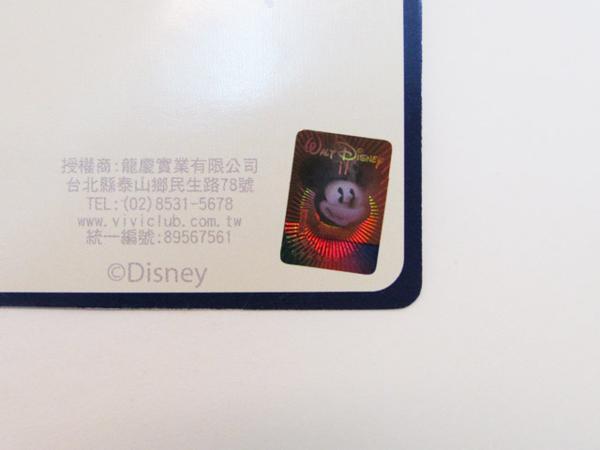 授權商:龍慶實業有限公司
台北縣泰山鄉民生路78號
TEL:(02)8531-5678
www.viviclub.com.tw
統一編號:89567561
©Disney
WALT DISNEY